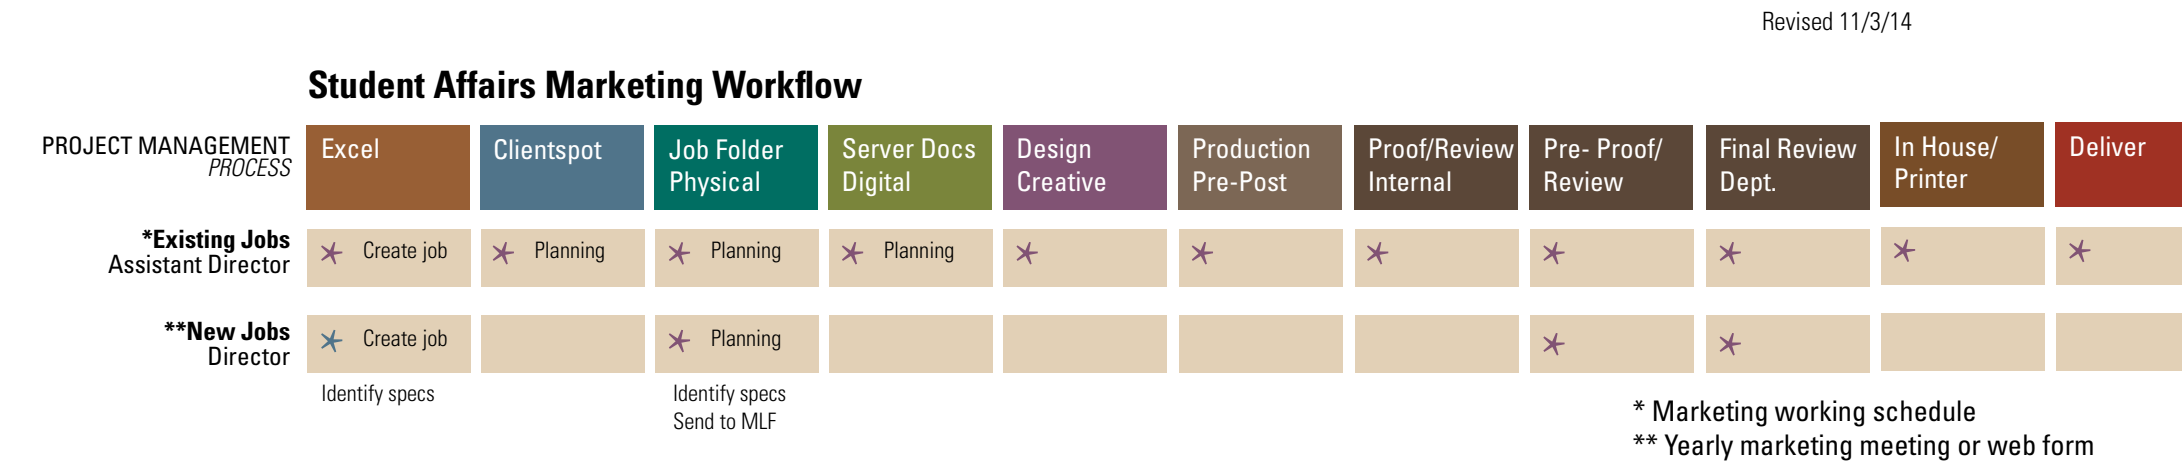 Revised 11/3/14
Student Affairs Marketing Workflow
PROJECT MANAGEMENT
PROCESS
Excel
Clientspot
Job Folder
Physical
Server Docs
Digital
Design
Creative
Production
Pre-Post
Proof/Review
Internal
Pre- Proof/
Review
Final Review
Dept.
In House/
Printer
Deliver
*Existing Jobs
Assistant Director
Create job
Planning
Planning
Planning
**New Jobs
Director
Create job
Planning
Identify specs
Identify specs
Send to MLF
* Marketing working schedule
** Yearly marketing meeting or web form